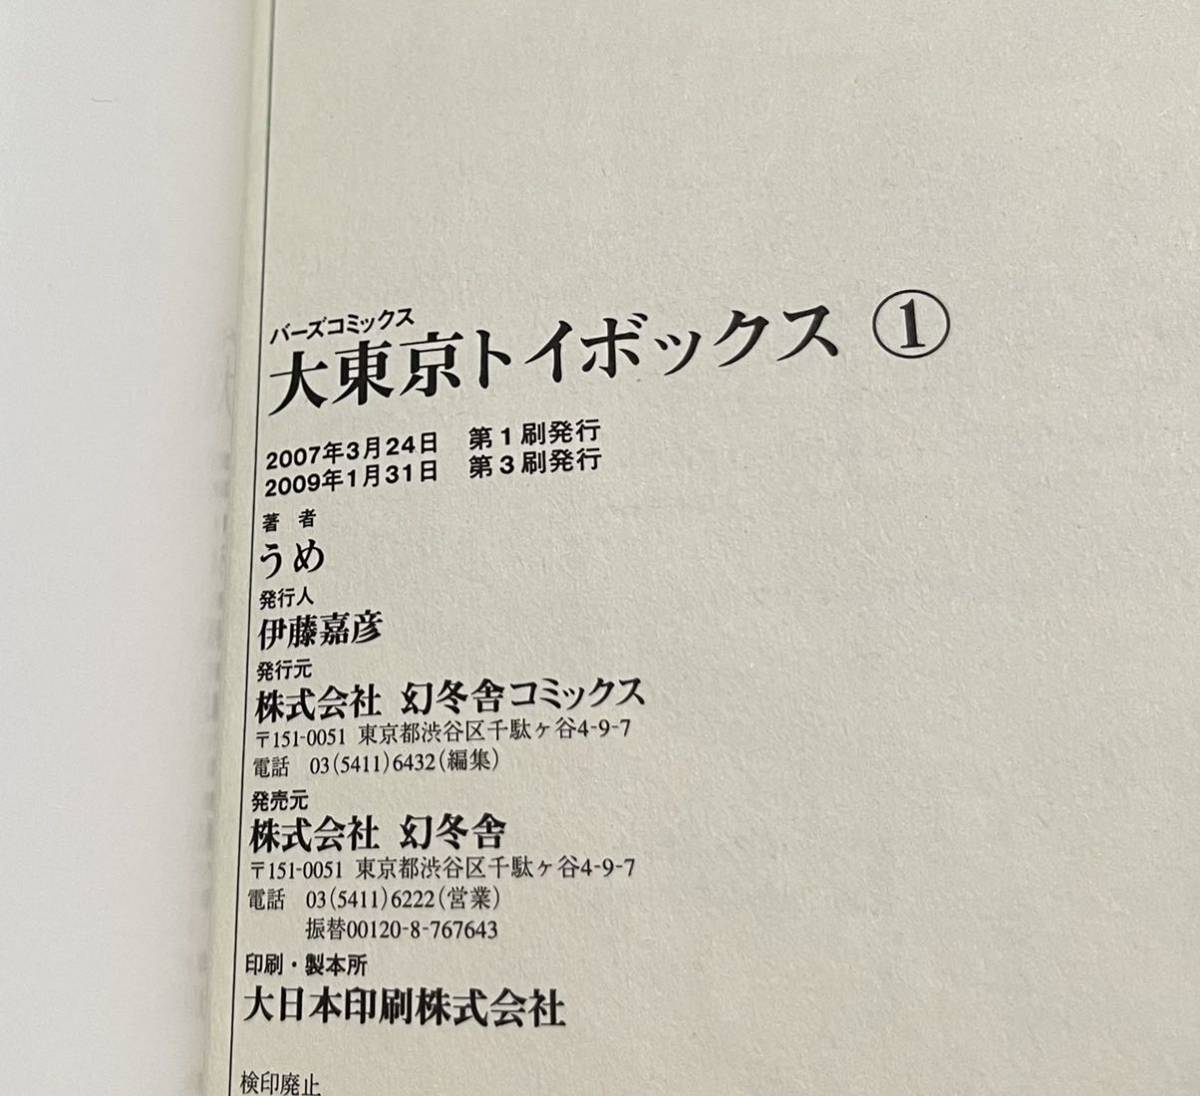 バーズコミックス
大東京トイボックス ①
2007年3月24日 第1刷発行
2009年1月31日 第3刷発行
著者
うめ
発行人
伊藤嘉彦
発行元
株式会社 幻冬舎コミックス
〒151-0051 東京都渋谷区千駄ヶ谷4-9-7
電話 03(5411)6432(編集)
発売元
株式会社 幻冬舎
〒151-0051 東京都渋谷区千駄ヶ谷4-9-7
電話 03(5411)6222(営業)
振替00120-8-767643
印刷・製本所
大日本印刷株式会社
検印廃止